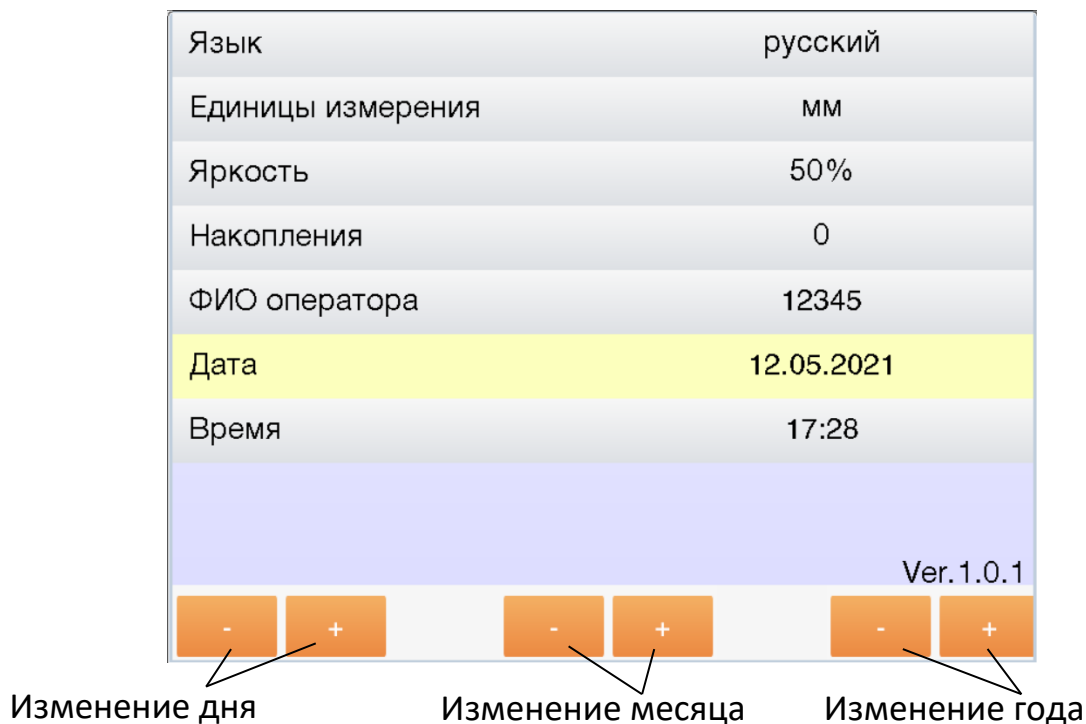 Язык русский
Единицы измерения мм
Яркость 50%
Накопления 0
ФИО оператора 12345
Дата 12.05.2021
Время 17:28
Ver.1.0.1
- + - + - +
Изменение дня Изменение месяца Изменение года